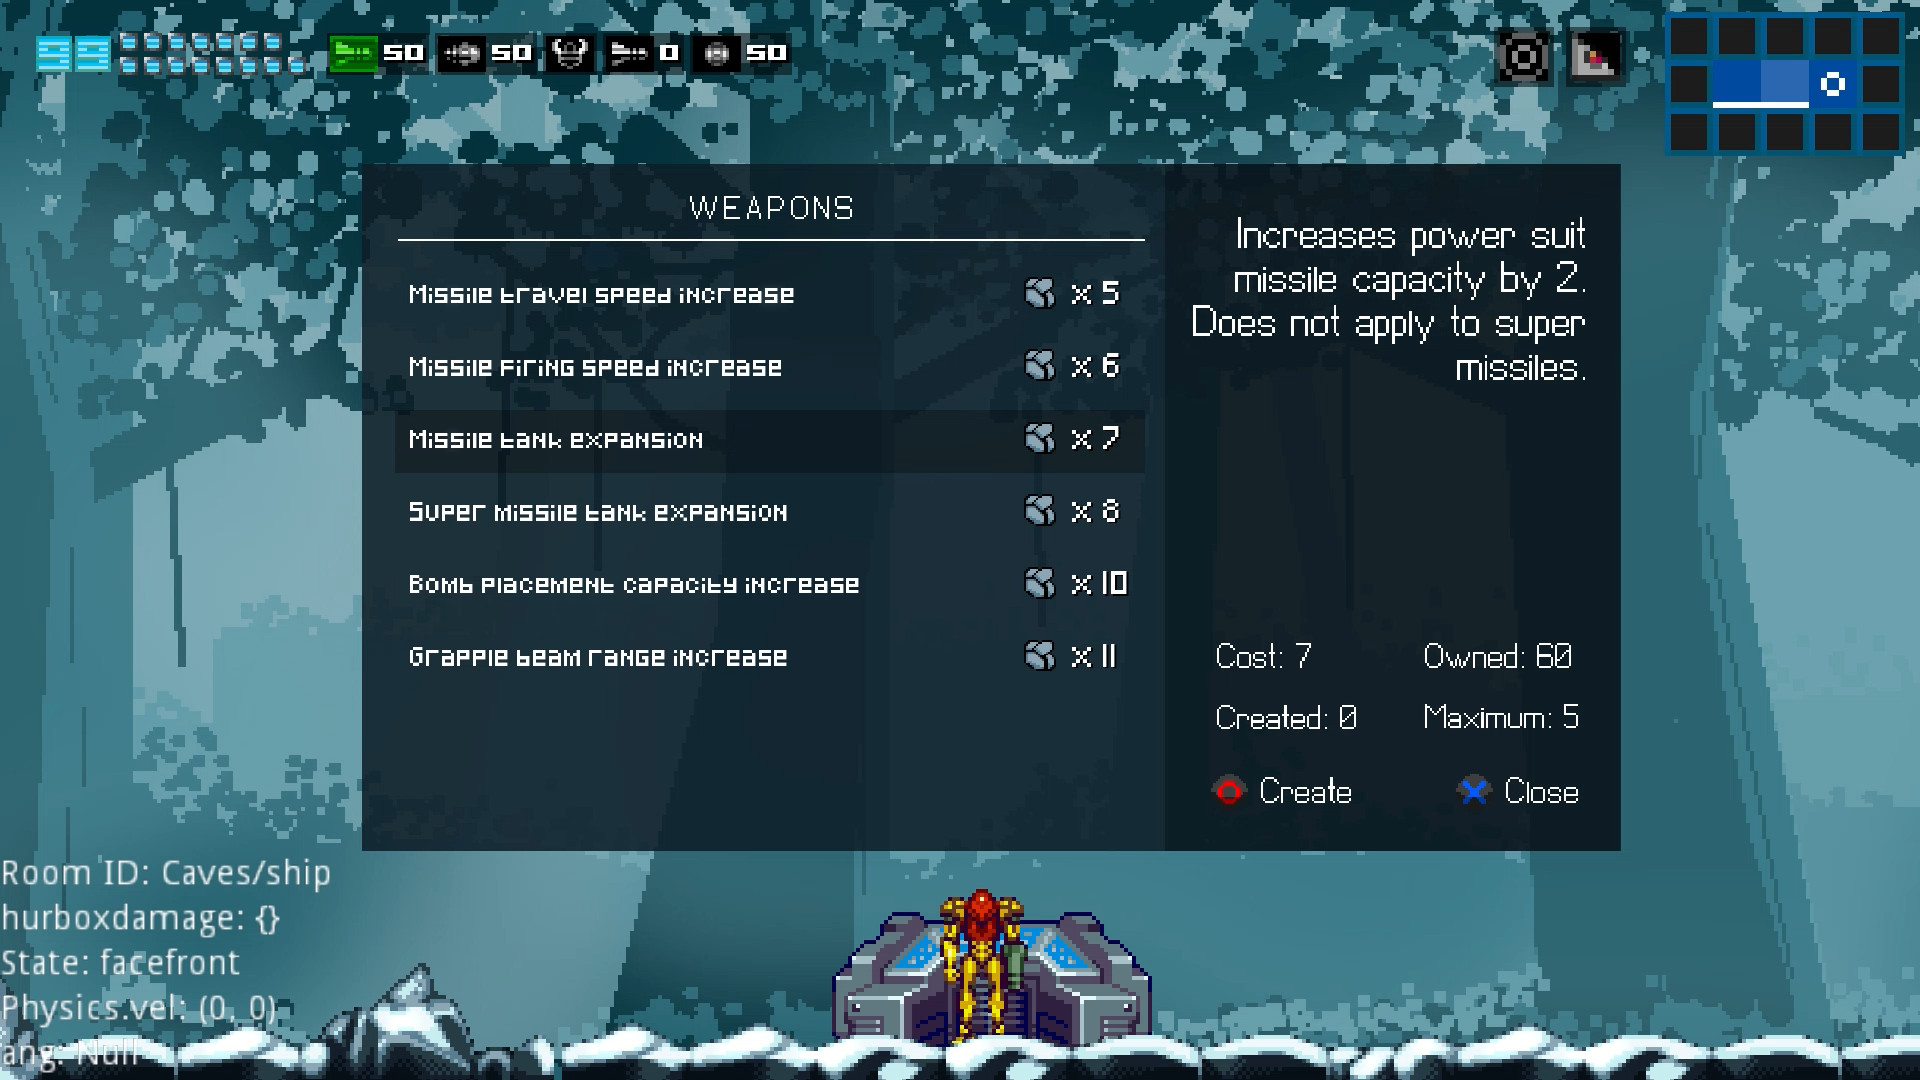 99 50 50 0 50
WEAPONS
Missile travel speed increase x 5
Missile firing speed increase x 6
Missile tank expansion x 7
Super missile tank expansion x 8
Bomb placement capacity increase x 10
Grapple beam range increase x 11
Increases power suit
missile capacity by 2.
Does not apply to super
missiles.
Cost: 7 Owned: 60
Created: 0 Maximum: 5
Create Close
Room ID: Caves/ship
hurboxdamage: {}
State: facefront
Physics.vel: (0, 0)
ang: Null